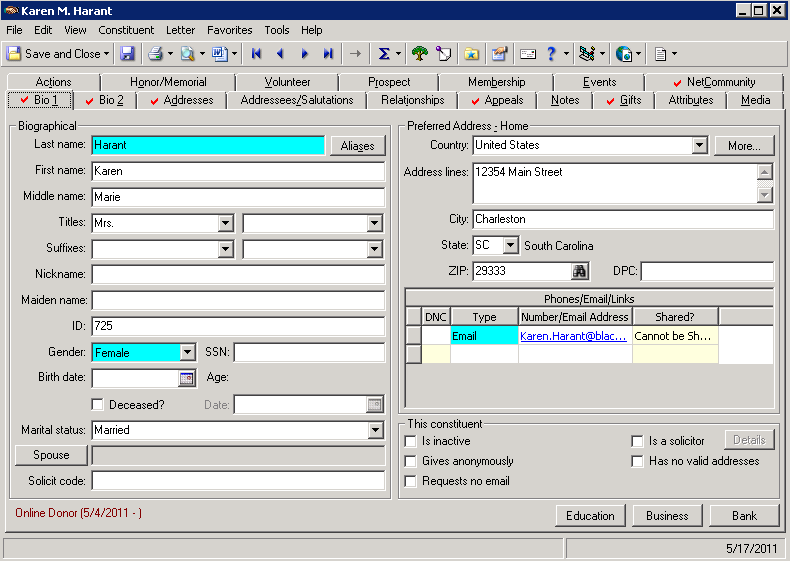 Karen M. Harant
File Edit View Constituent Letter Favorites Tools Help
Save and Close
Actions Honor/Memorial Volunteer Prospect Membership Events NetCommunity
Bio 1 Bio 2 Addresses Addressees/Salutations Relationships Appeals Notes Gifts Attributes Media
Biographical
Last name: Harant Aliases
First name: Karen
Middle name: Marie
Titles: Mrs.
Suffixes:
Nickname:
Maiden name:
ID: 725
Gender: Female SSN:
Birth date: Age:
Deceased? Date:
Marital status: Married
Spouse
Solicit code:
Preferred Address - Home
Country: United States More...
Address lines: 12354 Main Street
City: Charleston
State: SC South Carolina
ZIP: 29333 DPC:
Phones/Email/Links
DNC Type Number/Email Address Shared?
Email Karen.Harant@blac... Cannot be Sh...
This constituent
Is inactive Is a solicitor Details
Gives anonymously Has no valid addresses
Requests no email
Online Donor (5/4/2011 - ) Education Business Bank
5/17/2011